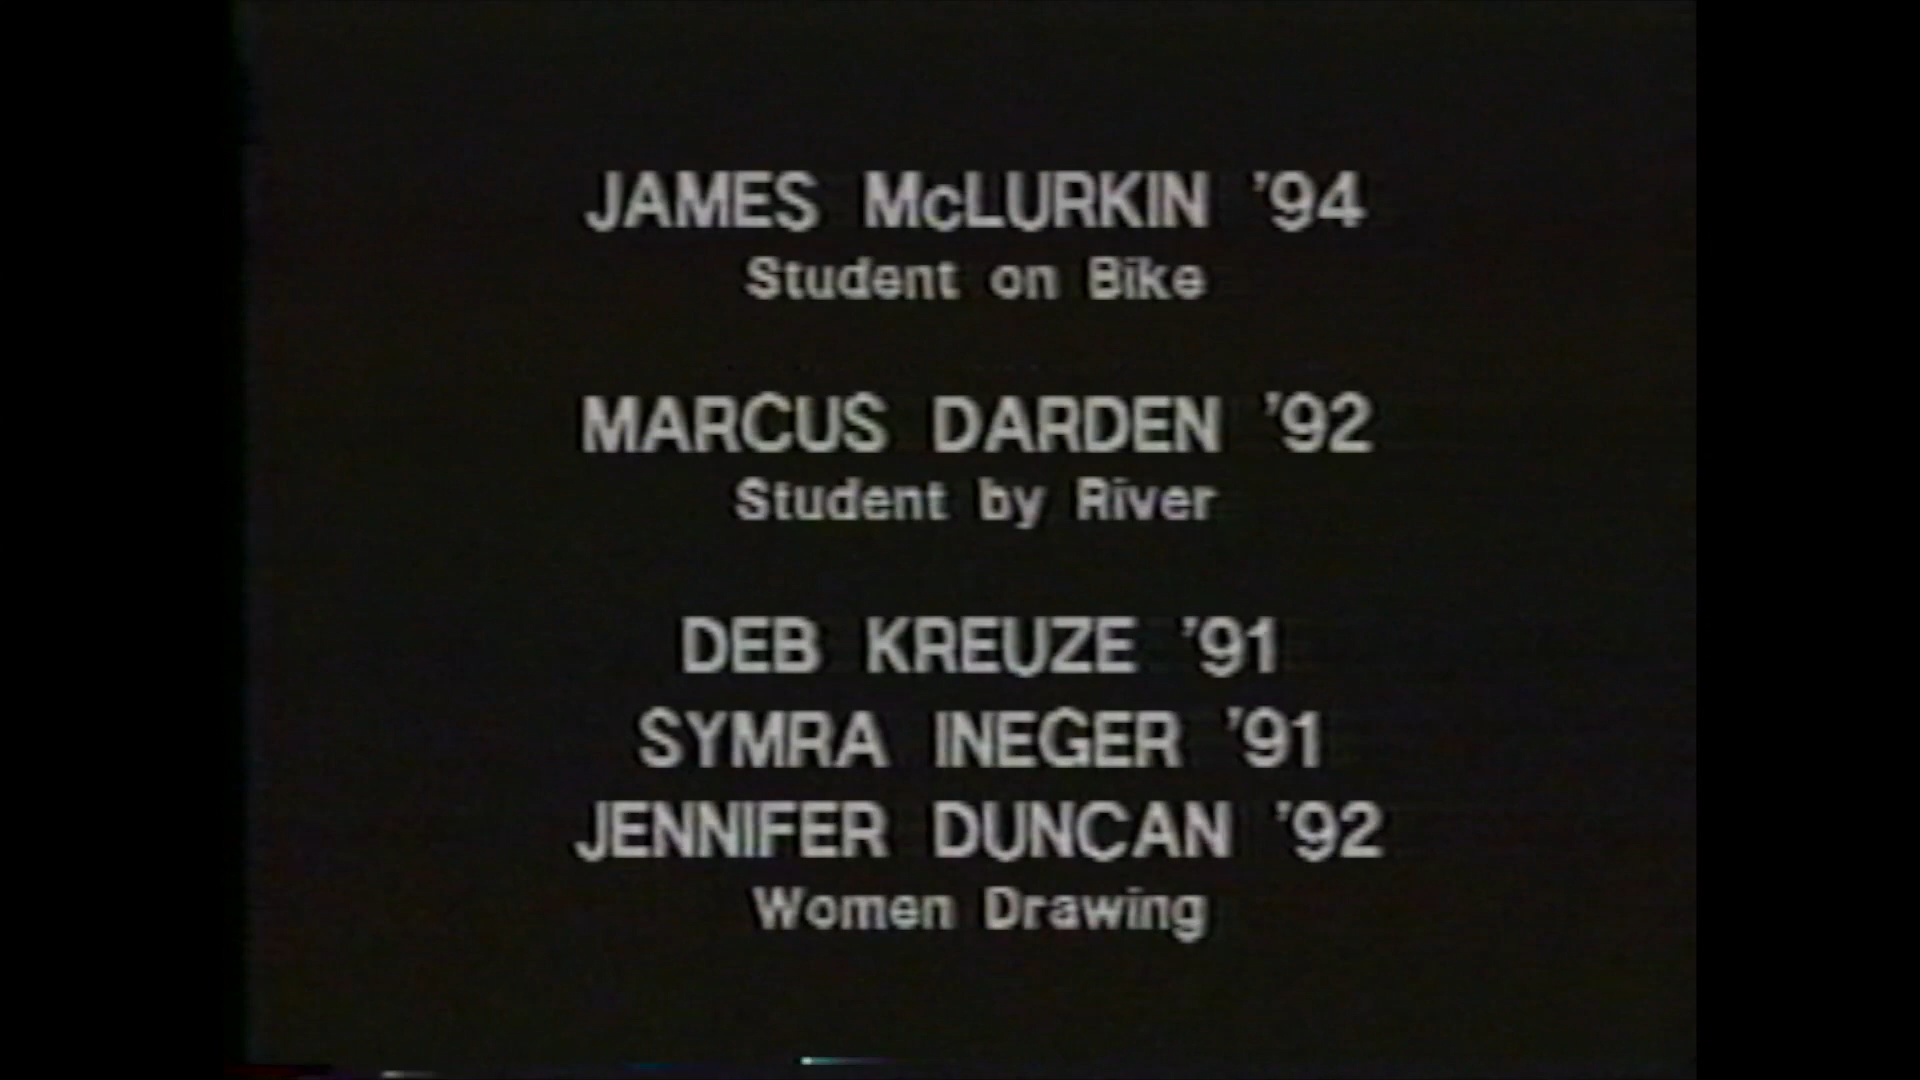 JAMES McLURKIN '94
Student on Bike
MARCUS DARDEN '92
Student by River
DEB KREUZE '91
SYMRA INEGER '91
JENNIFER DUNCAN '92
Women Drawing